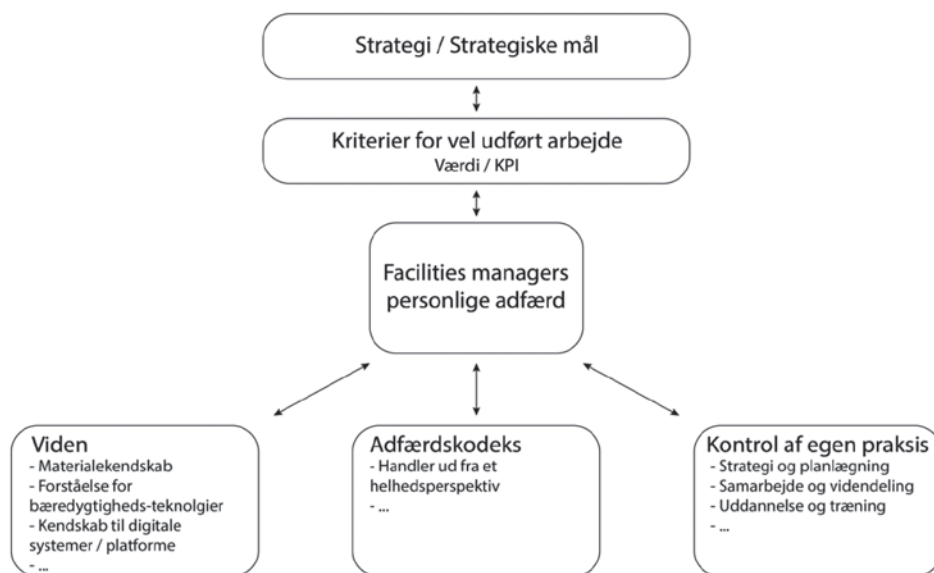 Strategi / Strategiske mål
Kriterier for vel udført arbejde
Værdi / KPI
Facilities managers
personlige adfærd
Viden
- Materialekendskab
- Forståelse for
bæredygtigheds-teknolgier
- Kendskab til digitale
systemer / platforme
- ...
Adfærdskodeks
- Handler ud fra et
helhedsperspektiv
- ...
Kontrol af egen praksis
- Strategi og planlægning
- Samarbejde og videndeling
- Uddannelse og træning
- ...